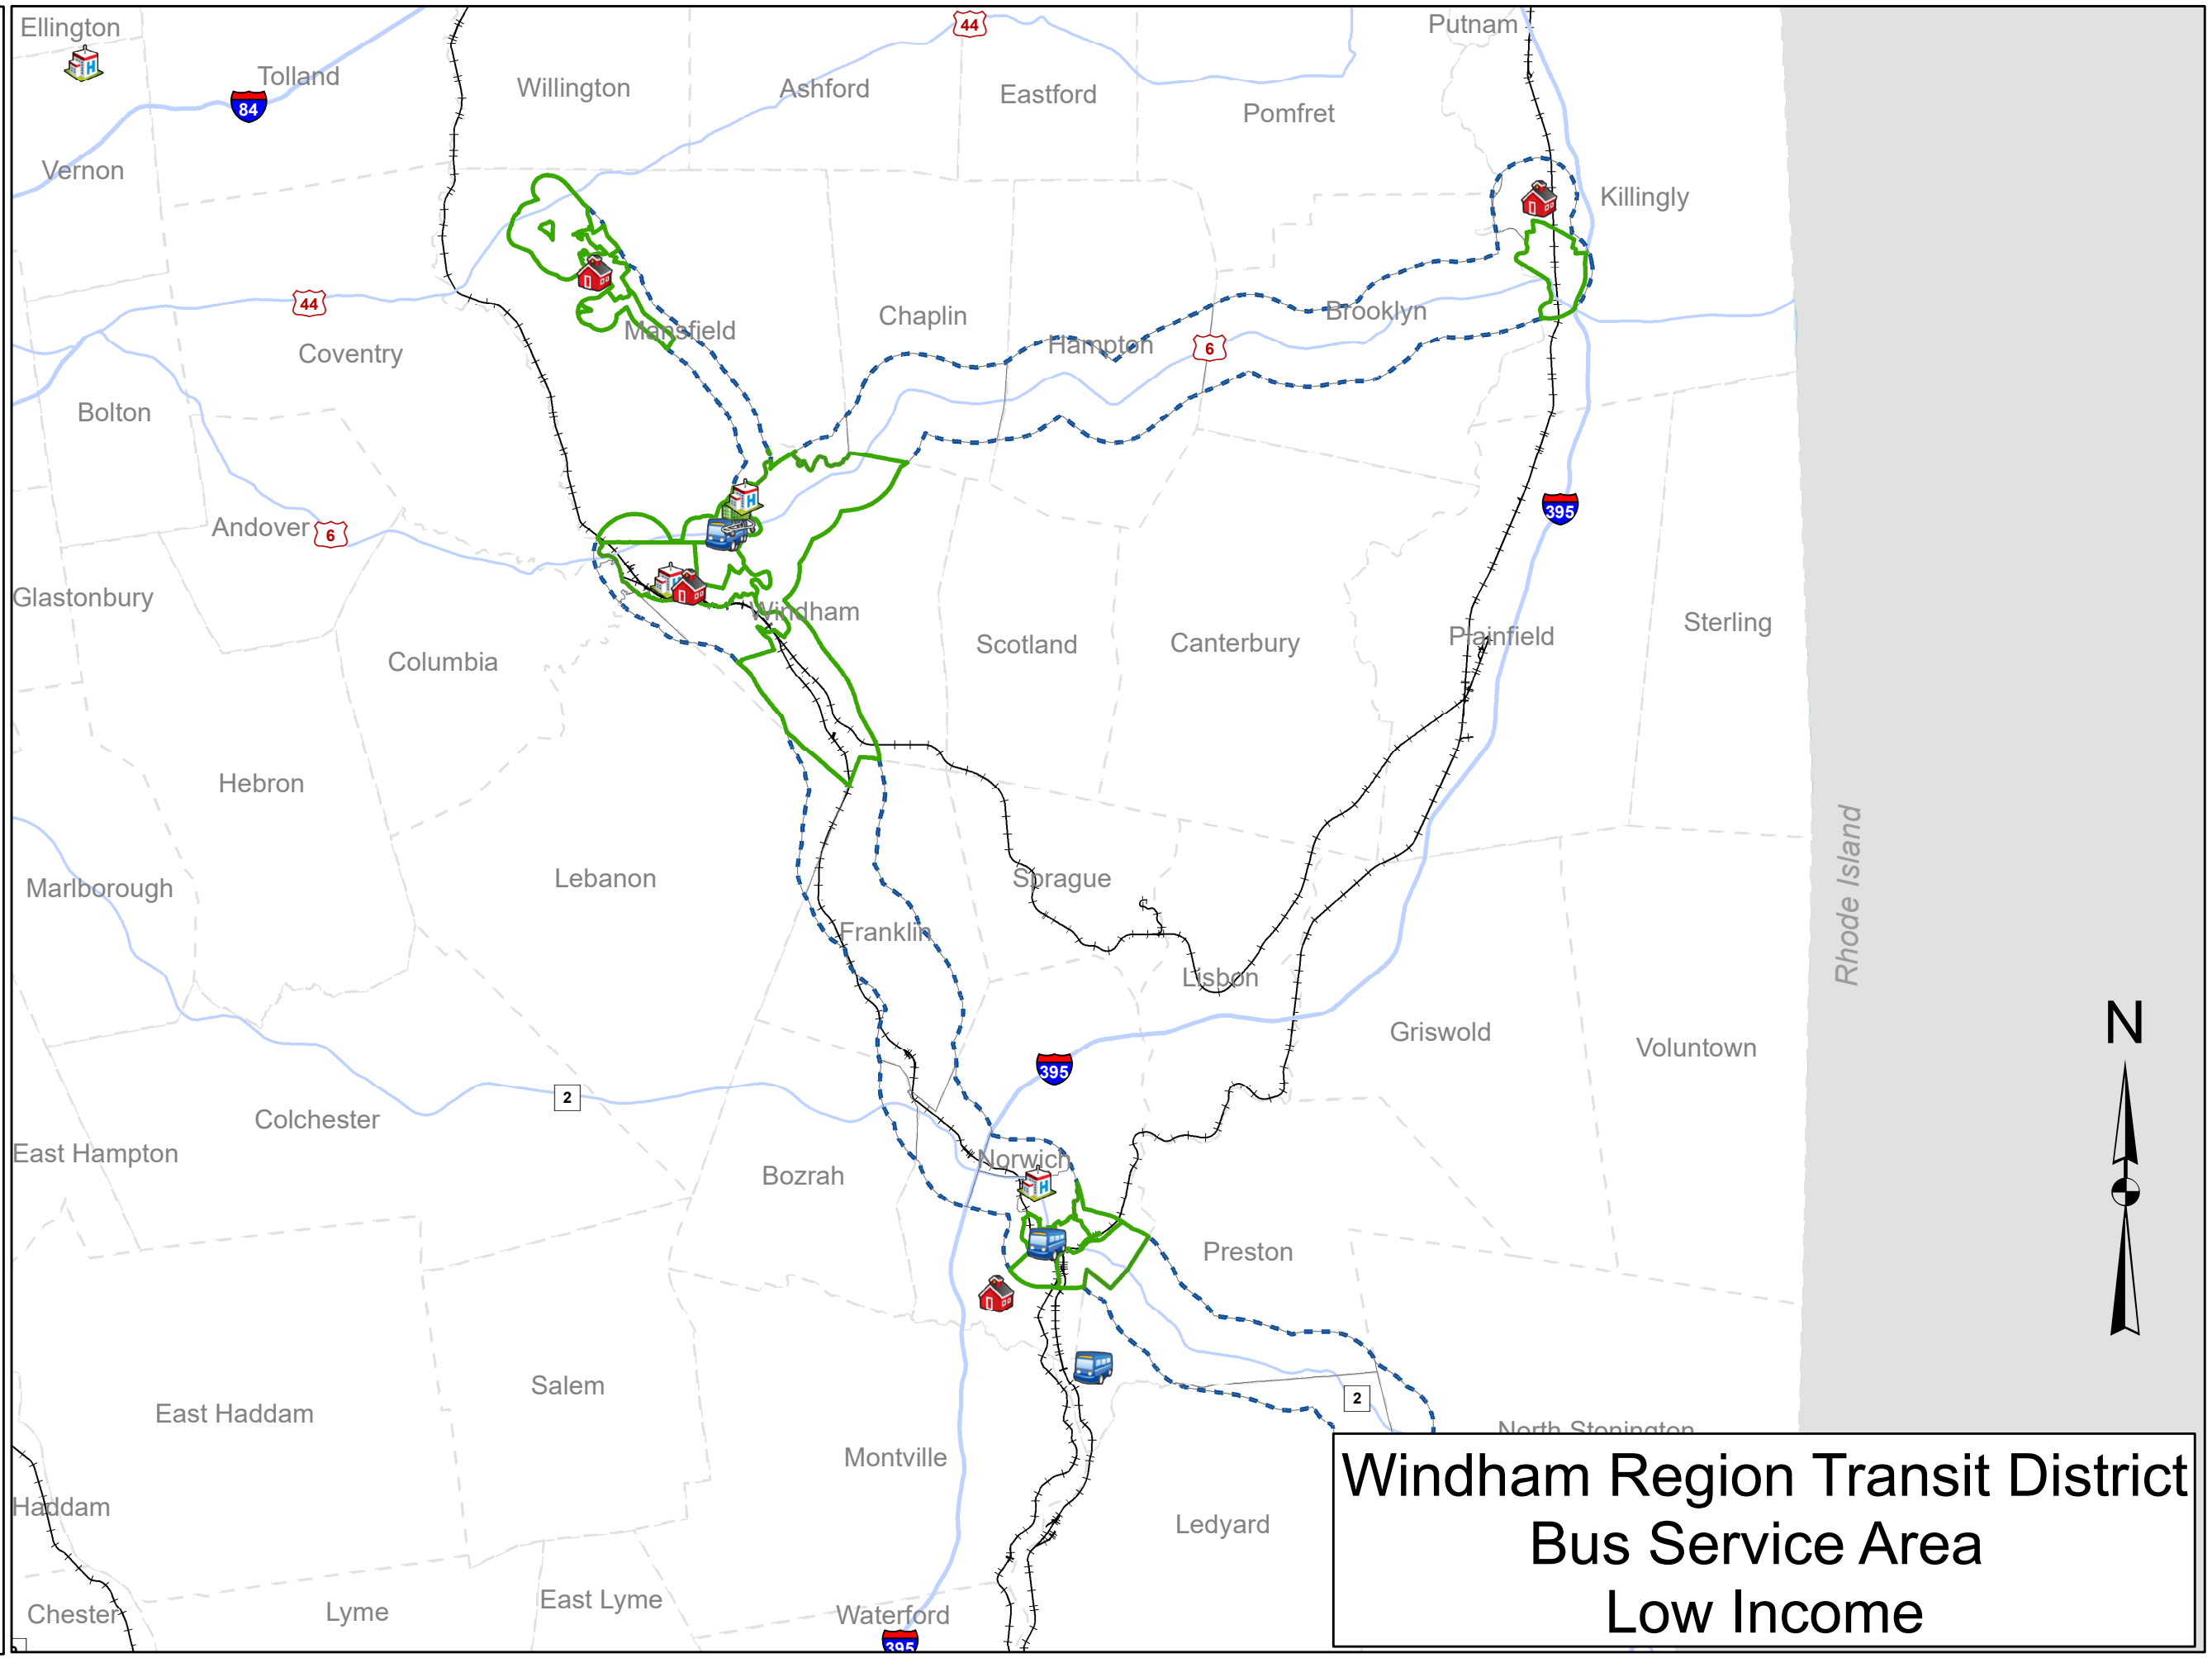 Ellington
44
Putnam
Tolland
Willington
Ashford
Eastford
Pomfret
84
Vernon
Killingly
44
Mansfield
Chaplin
Hampton
Brooklyn
6
Coventry
Bolton
Andover
6
395
Glastonbury
Windham
Scotland
Canterbury
Plainfield
Sterling
Columbia
Hebron
Rhode Island
Marlborough
Lebanon
Sprague
Franklin
Lisbon
Griswold
Voluntown
N
395
2
Colchester
East Hampton
Norwich
Bozrah
Preston
Salem
East Haddam
2
North Stonington
Montville
Haddam
Ledyard
Chester
Lyme
East Lyme
Waterford
395
Windham Region Transit District
Bus Service Area
Low Income